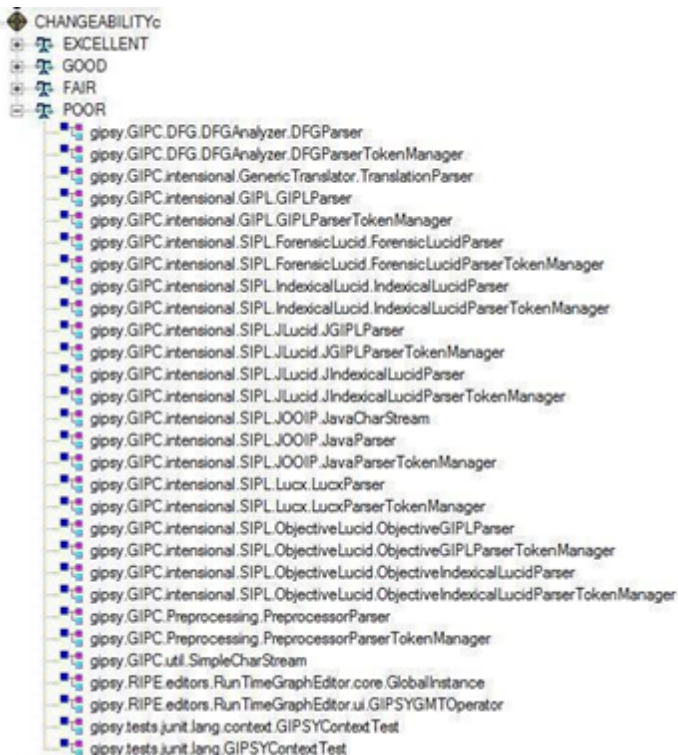 CHANGEABILITYc
EXCELLENT
GOOD
FAIR
POOR
gipsy.GIPC.DFG.DFGAnalyzer.DFGParser
gipsy.GIPC.DFG.DFGAnalyzer.DFGParserTokenManager
gipsy.GIPC.intensional.GenericTranslator.TranslationParser
gipsy.GIPC.intensional.GIPL.GIPLParser
gipsy.GIPC.intensional.GIPL.GIPLParserTokenManager
gipsy.GIPC.intensional.SIPL.ForensicLucid.ForensicLucidParser
gipsy.GIPC.intensional.SIPL.ForensicLucid.ForensicLucidParserTokenManager
gipsy.GIPC.intensional.SIPL.IndexicalLucid.IndexicalLucidParser
gipsy.GIPC.intensional.SIPL.IndexicalLucid.IndexicalLucidParserTokenManager
gipsy.GIPC.intensional.SIPL.JLucid.JGIPLParser
gipsy.GIPC.intensional.SIPL.JLucid.JGIPLParserTokenManager
gipsy.GIPC.intensional.SIPL.JLucid.JIndexicalLucidParser
gipsy.GIPC.intensional.SIPL.JLucid.JIndexicalLucidParserTokenManager
gipsy.GIPC.intensional.SIPL.JOOIP.JavaCharStream
gipsy.GIPC.intensional.SIPL.JOOIP.JavaParser
gipsy.GIPC.intensional.SIPL.JOOIP.JavaParserTokenManager
gipsy.GIPC.intensional.SIPL.Lucx.LucxParser
gipsy.GIPC.intensional.SIPL.Lucx.LucxParserTokenManager
gipsy.GIPC.intensional.SIPL.ObjectiveLucid.ObjectiveGIPLParser
gipsy.GIPC.intensional.SIPL.ObjectiveLucid.ObjectiveGIPLParserTokenManager
gipsy.GIPC.intensional.SIPL.ObjectiveLucid.ObjectiveIndexicalLucidParser
gipsy.GIPC.intensional.SIPL.ObjectiveLucid.ObjectiveIndexicalLucidParserTokenManager
gipsy.GIPC.Preprocessing.PreprocessorParser
gipsy.GIPC.Preprocessing.PreprocessorParserTokenManager
gipsy.GIPC.util.SimpleCharStream
gipsy.RIPE.editors.RunTimeGraphEditor.core.GlobalInstance
gipsy.RIPE.editors.RunTimeGraphEditor.ui.GIPSYGMTOperator
gipsy.tests.junit.lang.context.GIPSYContextTest
gipsy.tests.junit.lang.GIPSYContextTest